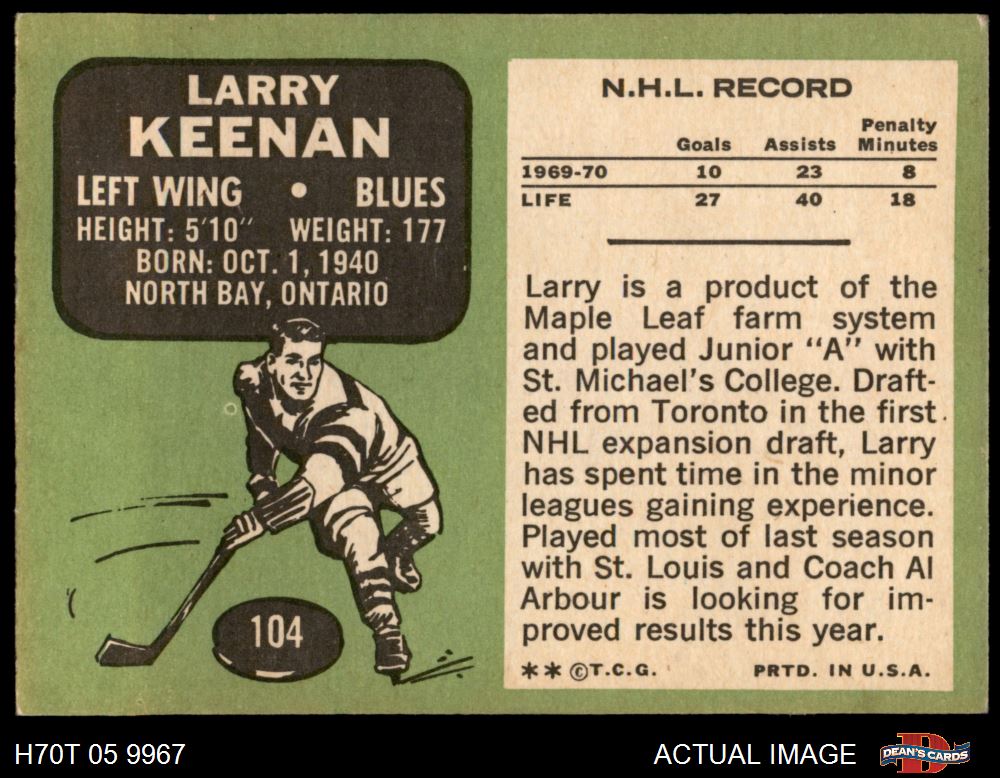 LARRY
KEENAN
LEFT WING • BLUES
HEIGHT: 5'10" WEIGHT: 177
BORN: OCT. 1, 1940
NORTH BAY, ONTARIO
104
N.H.L. RECORD
Goals Assists Penalty Minutes
1969-70 10 23 8
LIFE 27 40 18
Larry is a product of the
Maple Leaf farm system
and played Junior "A" with
St. Michael's College. Draft-
ed from Toronto in the first
NHL expansion draft, Larry
has spent time in the minor
leagues gaining experience.
Played most of last season
with St. Louis and Coach Al
Arbour is looking for im-
proved results this year.
** ©T.C.G. PRTD. IN U.S.A.
H70T 05 9967 ACTUAL IMAGE DEAN'S CARDS